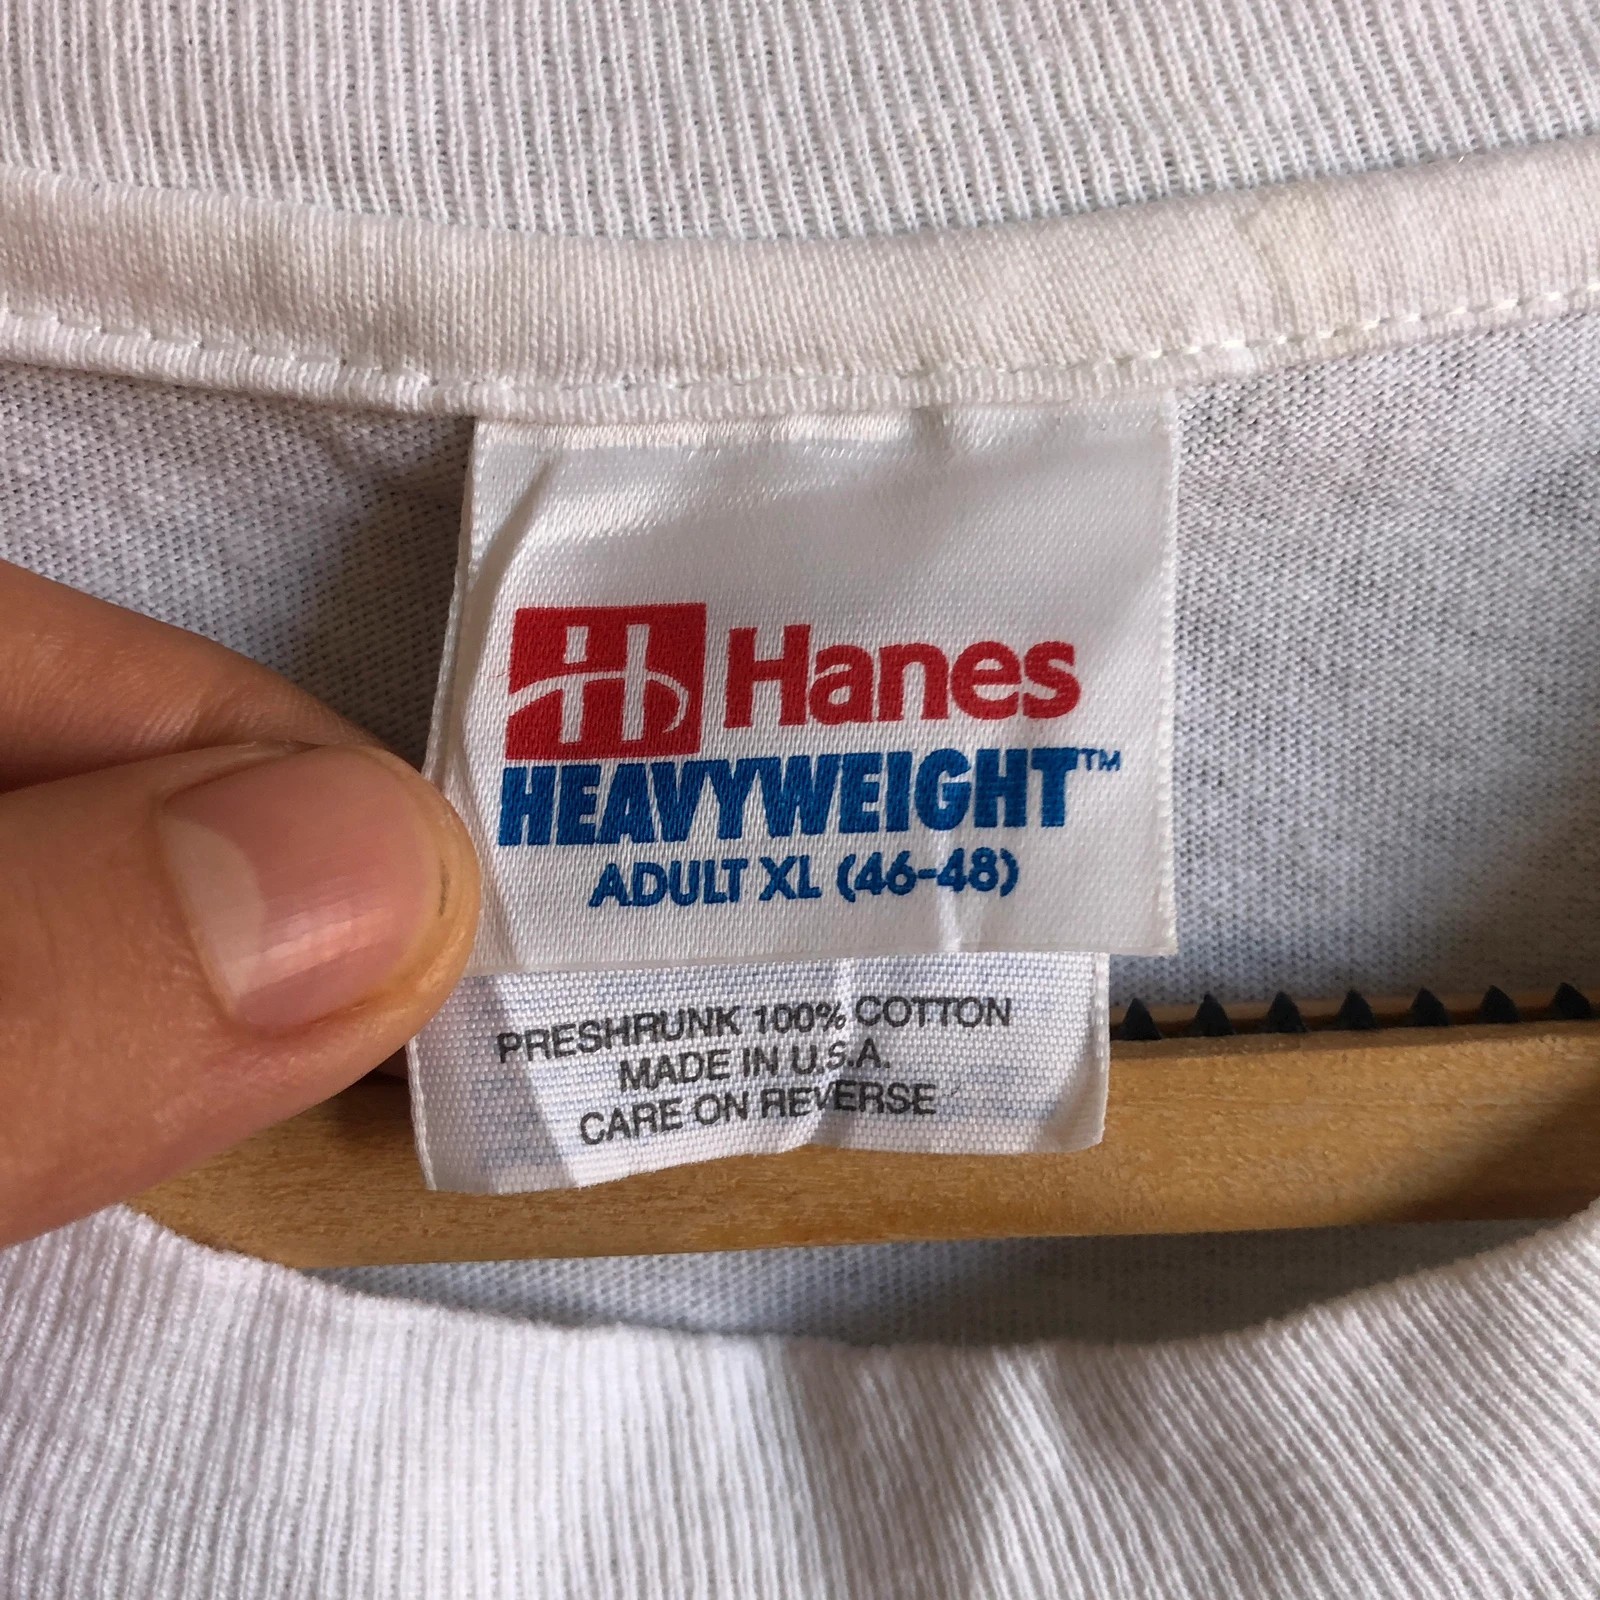 H Hanes
HEAVYWEIGHT™
ADULT XL (46-48)
PRESHRUNK 100% COTTON
MADE IN U.S.A.
CARE ON REVERSE